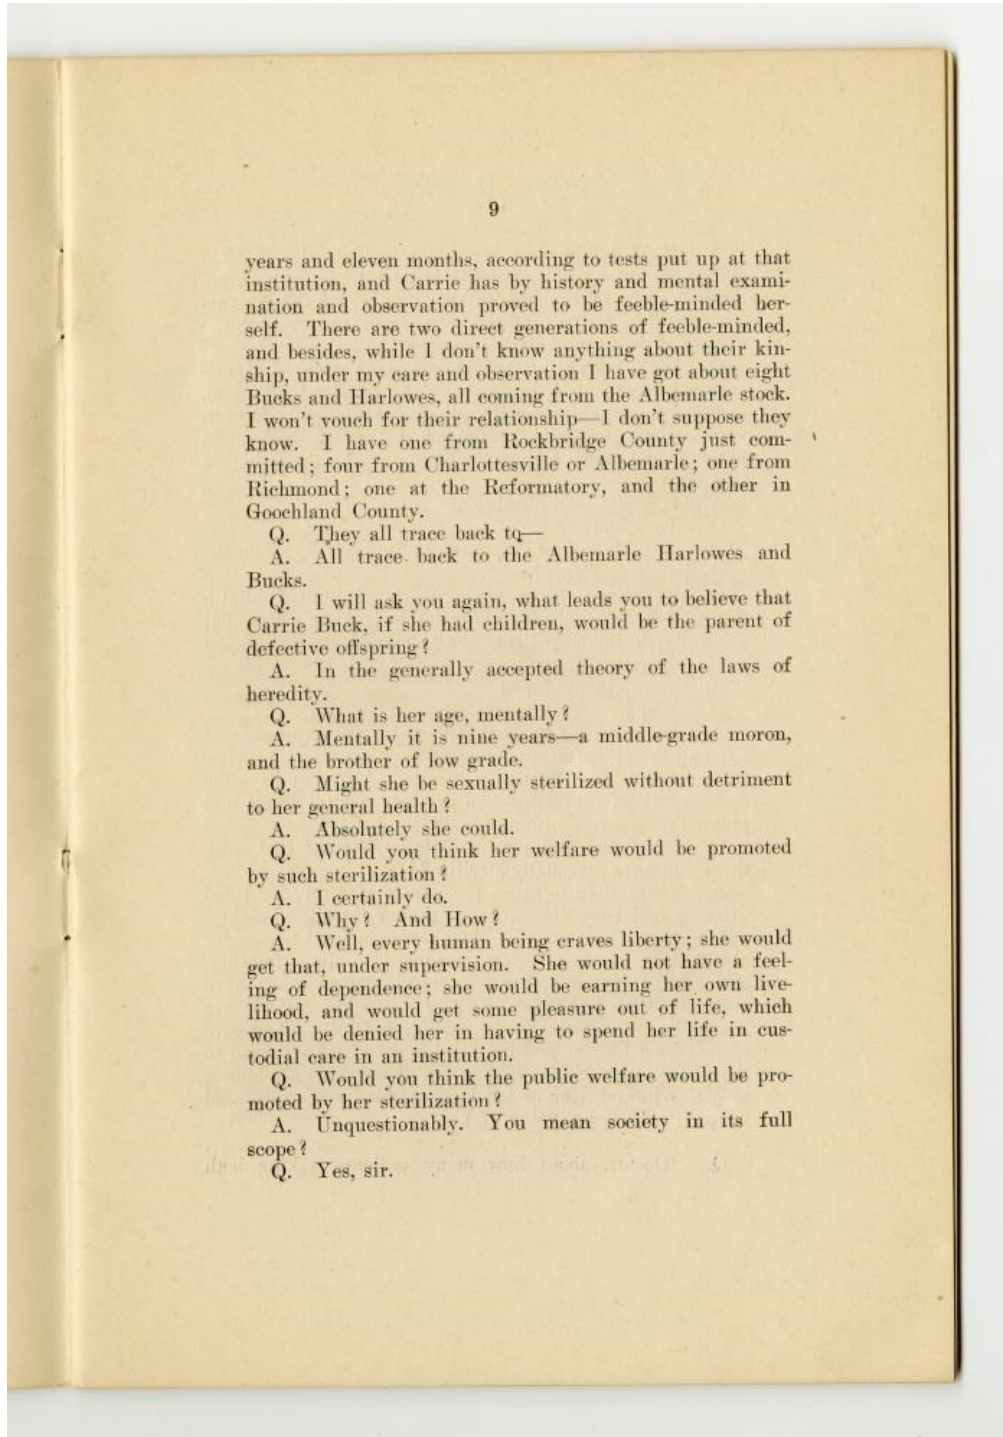 9
years and eleven months, according to tests put up at that
institution, and Carrie has by history and mental exami-
nation and observation proved to be feeble-minded her-
self. There are two direct generations of feeble-minded,
and besides, while I don't know anything about their kin-
ship, under my care and observation I have got about eight
Bucks and Harlowes, all coming from the Albemarle stock.
I won't vouch for their relationship—I don't suppose they
know. I have one from Rockbridge County just com-
mitted; four from Charlottesville or Albemarle; one from
Richmond; one at the Reformatory, and the other in
Goochland County.
Q. They all trace back to—
A. All trace back to the Albemarle Harlowes and
Bucks.
Q. I will ask you again, what leads you to believe that
Carrie Buck, if she had children, would be the parent of
defective offspring?
A. In the generally accepted theory of the laws of
heredity.
Q. What is her age, mentally?
A. Mentally it is nine years—a middle-grade moron,
and the brother of low grade.
Q. Might she be sexually sterilized without detriment
to her general health?
A. Absolutely she could.
Q. Would you think her welfare would be promoted
by such sterilization?
A. I certainly do.
Q. Why? And How?
A. Well, every human being craves liberty; she would
get that, under supervision. She would not have a feel-
ing of dependence; she would be earning her own live-
lihood, and would get some pleasure out of life, which
would be denied her in having to spend her life in cus-
todial care in an institution.
Q. Would you think the public welfare would be pro-
moted by her sterilization?
A. Unquestionably. You mean society in its full
scope?
Q. Yes, sir.